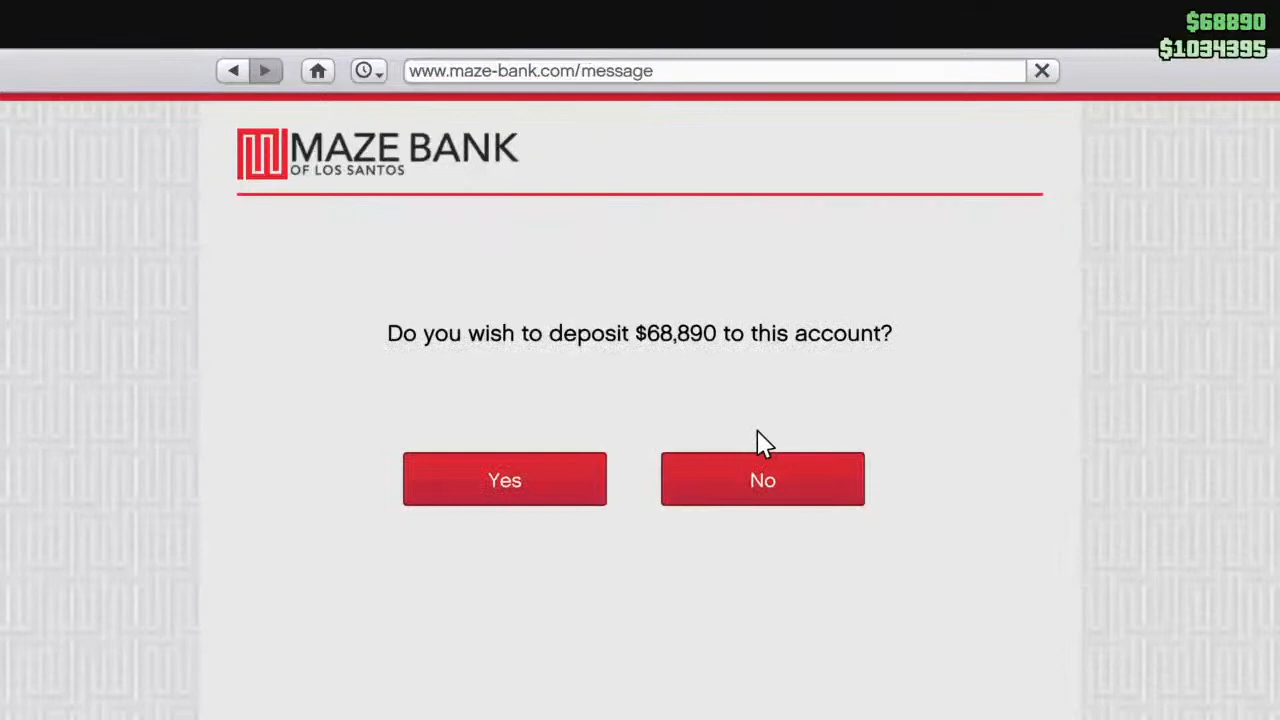 $68890
$1034395
www.maze-bank.com/message
MAZE BANK
OF LOS SANTOS
Do you wish to deposit $68,890 to this account?
Yes
No